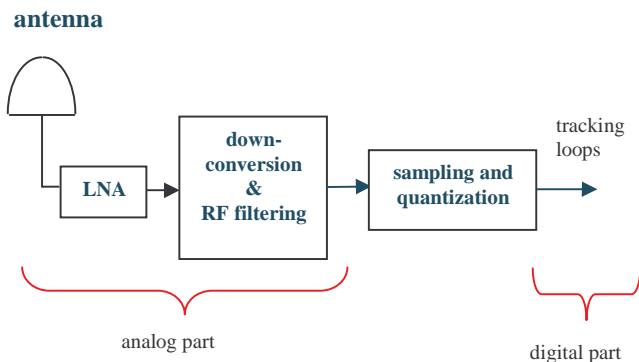 antenna
LNA
down-
conversion
&
RF filtering
sampling and
quantization
tracking
loops
analog part
digital part